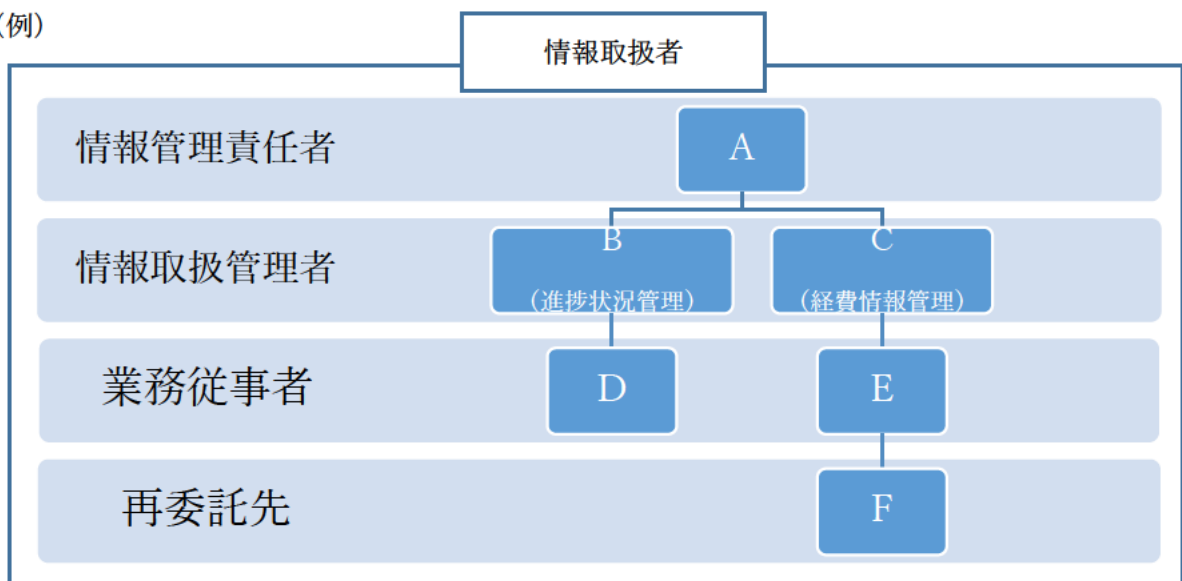 (例)
情報取扱者
情報管理責任者
A
情報取扱管理者
B
(進捗状況管理)
C
(経費情報管理)
業務従事者
D
E
再委託先
F